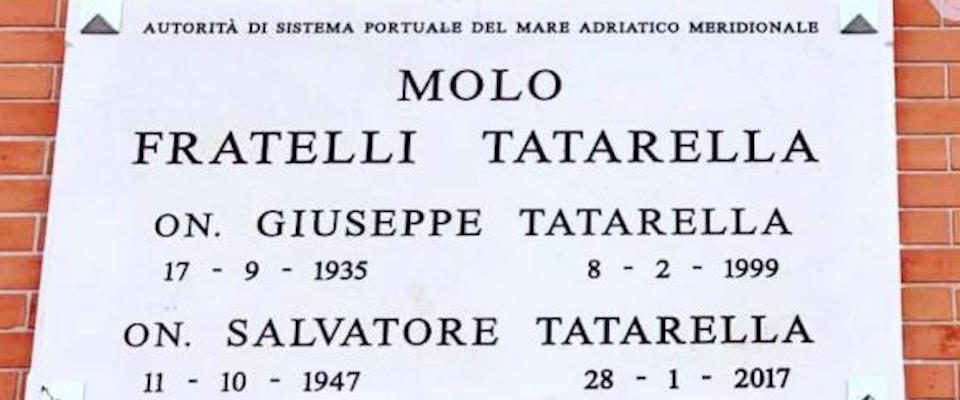 AUTORITÀ DI SISTEMA PORTUALE DEL MARE ADRIATICO MERIDIONALE
MOLO
FRATELLI TATARELLA
ON. GIUSEPPE TATARELLA
17 - 9 - 1935 8 - 2 - 1999
ON. SALVATORE TATARELLA
11 - 10 - 1947 28 - 1 - 2017